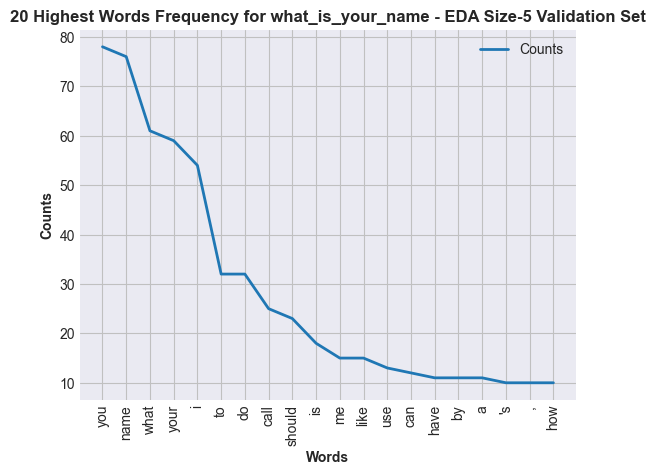 20 Highest Words Frequency for what_is_your_name - EDA Size-5 Validation Set
Counts
80
70
60
50
40
30
20
10
Counts
you
name
what
your
i
to
do
call
should
is
me
like
use
can
have
by
a
's
,
how
Words